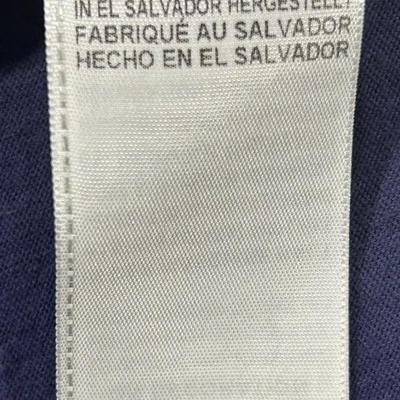 IN EL SALVADOR HERGESTELLT
FABRIQUÉ AU SALVADOR
HECHO EN EL SALVADOR